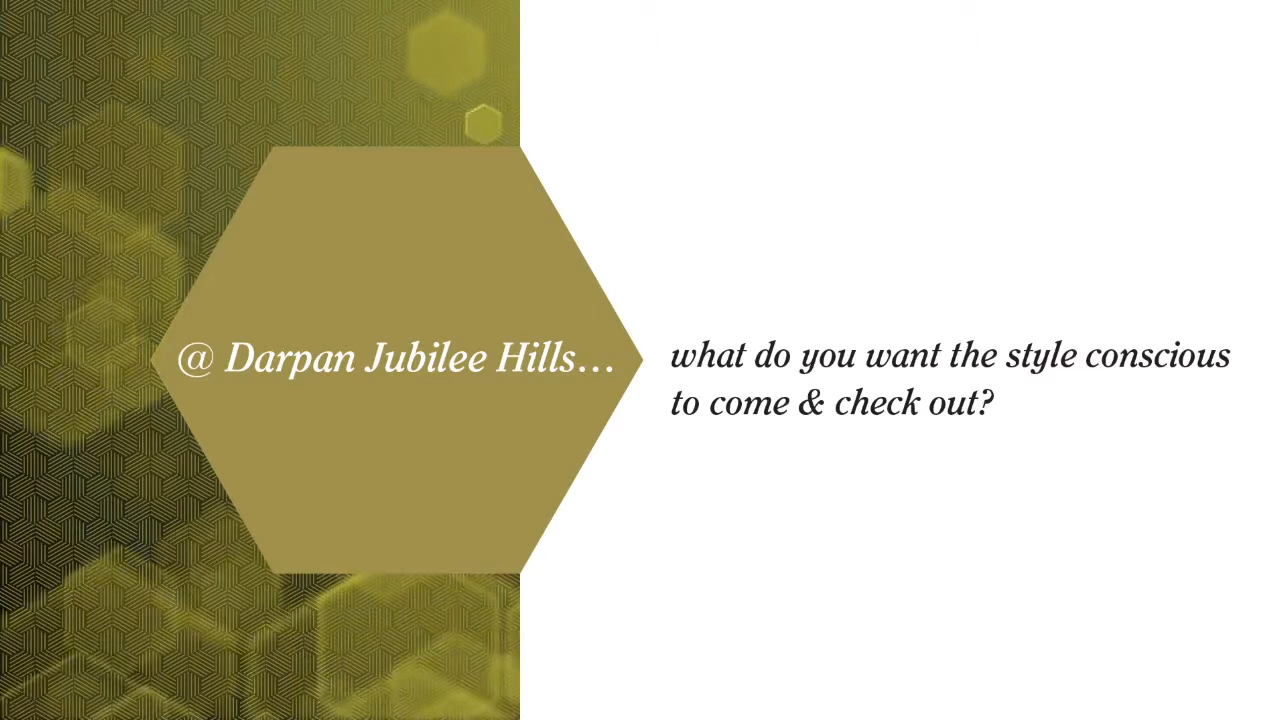 @ Darpan Jubilee Hills...
what do you want the style conscious
to come & check out?